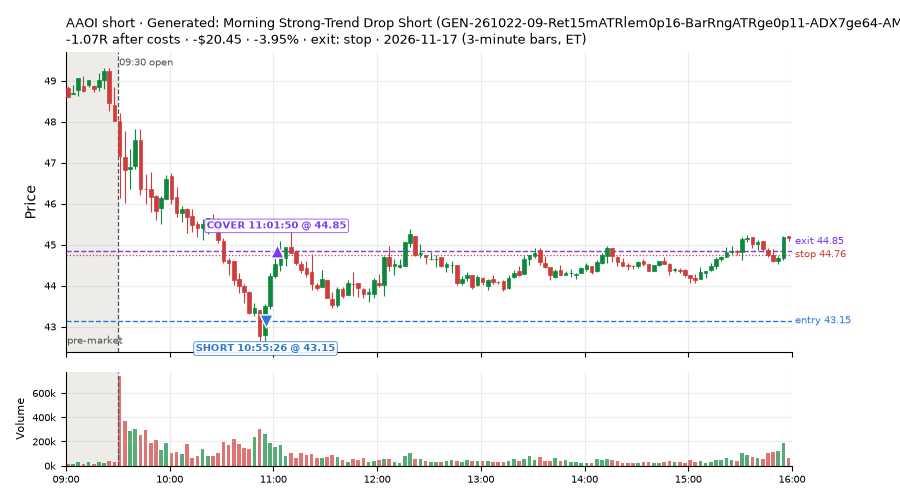 AAOI short · Generated: Morning Strong-Trend Drop Short (GEN-261022-09-Ret15mATRlem0p16-BarRngATRge0p11-ADX7ge64-AM
-1.07R after costs · -$20.45 · -3.95% · exit: stop · 2026-11-17 (3-minute bars, ET)
09:30 open
49
48
47
46
45
44
43
Price
COVER 11:01:50 @ 44.85
exit 44.85
stop 44.76
entry 43.15
pre-market
SHORT 10:55:26 @ 43.15
600k
400k
200k
0k
Volume
09:00
10:00
11:00
12:00
13:00
14:00
15:00
16:00